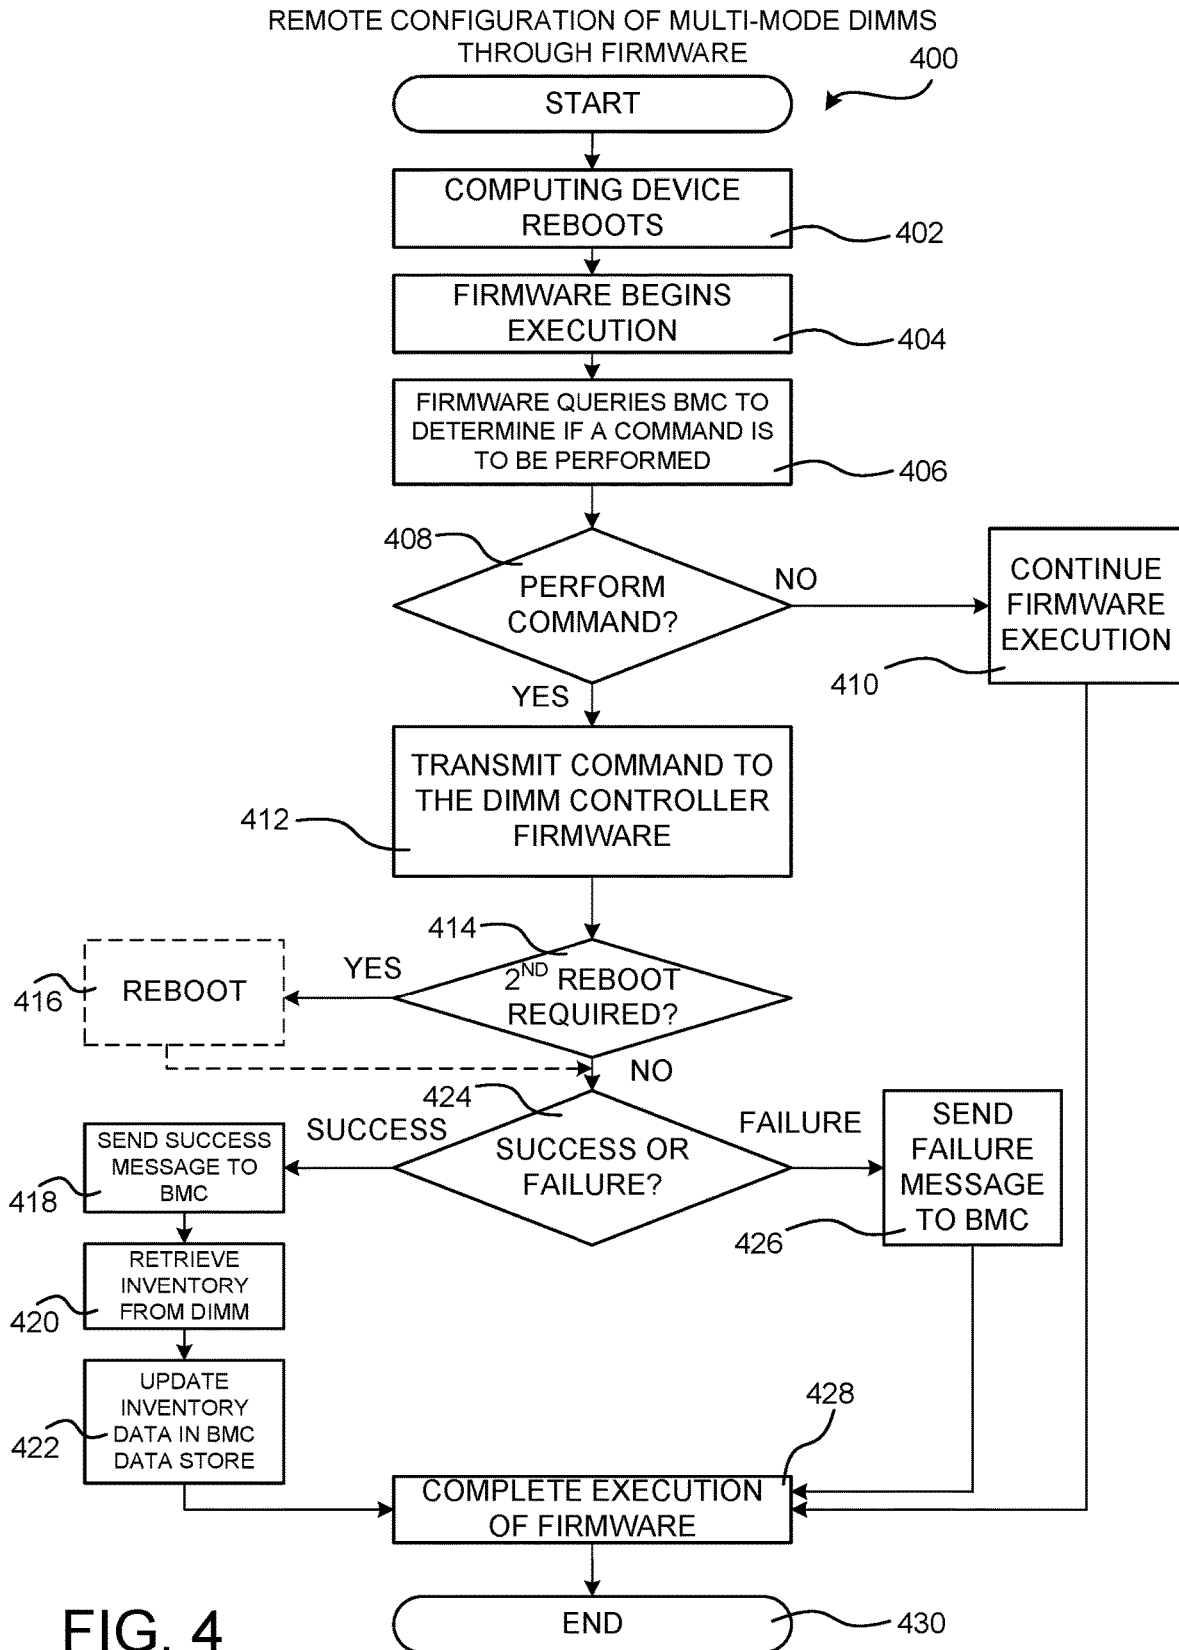 REMOTE CONFIGURATION OF MULTI-MODE DIMMS
THROUGH FIRMWARE
400
START
COMPUTING DEVICE
REBOOTS
402
FIRMWARE BEGINS
EXECUTION
404
FIRMWARE QUERIES BMC TO
DETERMINE IF A COMMAND IS
TO BE PERFORMED
406
408
PERFORM
COMMAND?
NO
CONTINUE
FIRMWARE
EXECUTION
410
YES
TRANSMIT COMMAND TO
THE DIMM CONTROLLER
FIRMWARE
412
414
2ND REBOOT
REQUIRED?
YES
REBOOT
416
NO
424
SUCCESS OR
FAILURE?
SUCCESS
FAILURE
SEND SUCCESS
MESSAGE TO
BMC
418
SEND
FAILURE
MESSAGE
TO BMC
426
RETRIEVE
INVENTORY
FROM DIMM
420
UPDATE
INVENTORY
DATA IN BMC
DATA STORE
422
428
COMPLETE EXECUTION
OF FIRMWARE
END
430
FIG. 4